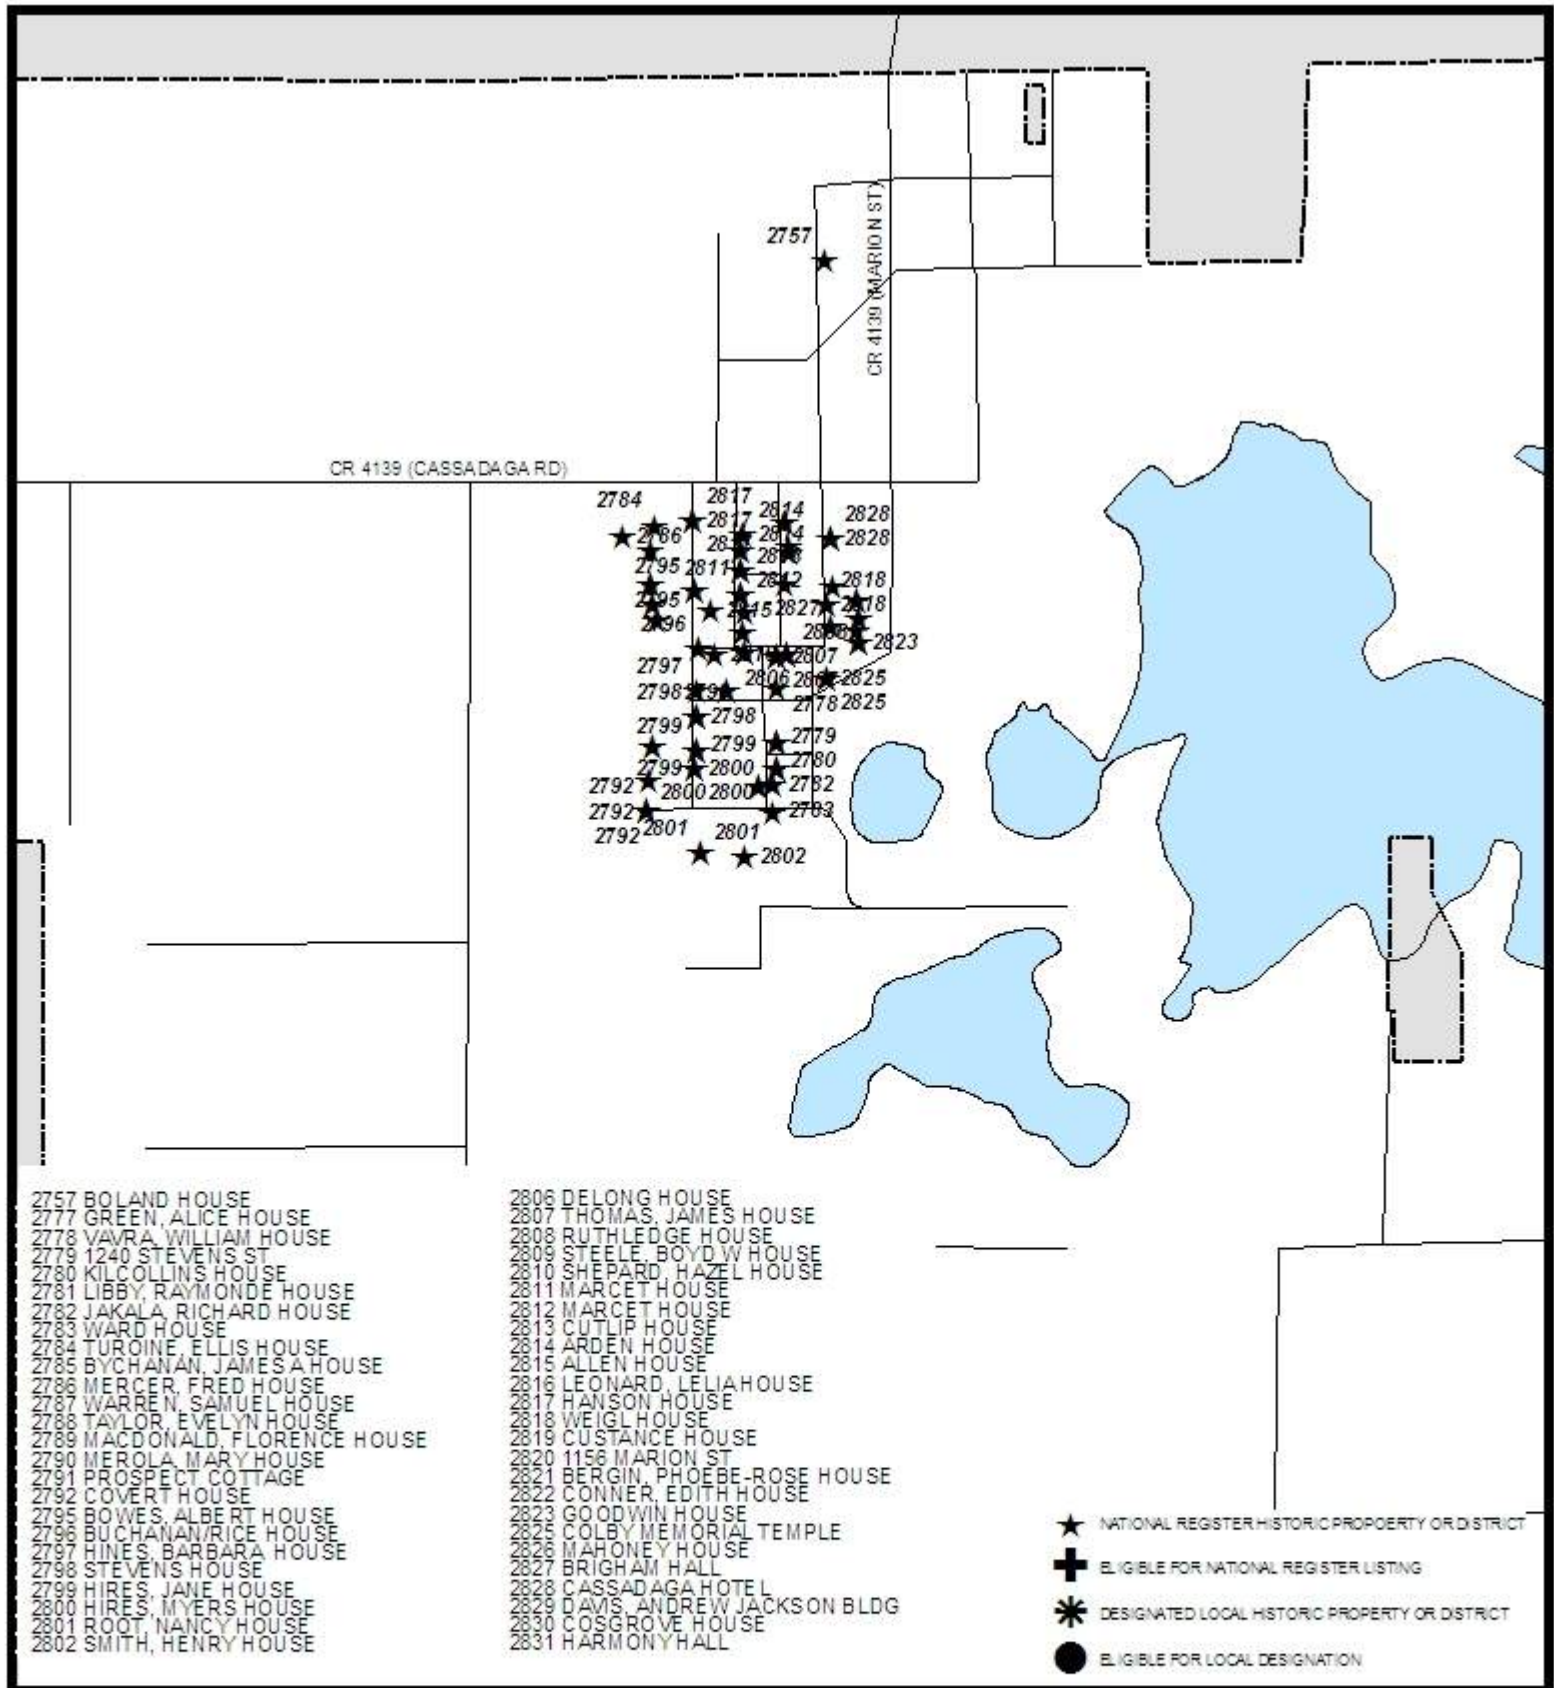 2757
CR 4139 (MARION ST)
CR 4139 (CASSADAGA RD)
2784
2817
2817
2814
2814
2828
2828
2786
2795
2811
2812
2818
2795
2815
2827
2818
2796
2823
2797
2807
2806
2825
2798
2778
2825
2799
2798
2779
2799
2799
2800
2780
2792
2800
2800
2782
2792
2783
2792
2801
2801
2802
2757 BOLAND HOUSE
2777 GREEN, ALICE HOUSE
2778 VAVRA, WILLIAM HOUSE
2779 1240 STEVENS ST
2780 KILCOLLINS HOUSE
2781 LIBBY, RAYMONDE HOUSE
2782 JAKALA, RICHARD HOUSE
2783 WARD HOUSE
2784 TUROINE, ELLIS HOUSE
2785 BYCHANAN, JAMES A HOUSE
2786 MERCER, FRED HOUSE
2787 WARREN, SAMUEL HOUSE
2788 TAYLOR, EVELYN HOUSE
2789 MACDONALD, FLORENCE HOUSE
2790 MEROLA, MARY HOUSE
2791 PROSPECT COTTAGE
2792 COVERT HOUSE
2795 BOWES, ALBERT HOUSE
2796 BUCHANAN/RICE HOUSE
2797 HINES, BARBARA HOUSE
2798 STEVENS HOUSE
2799 HIRES, JANE HOUSE
2800 HIRES, MYERS HOUSE
2801 ROOT, NANCY HOUSE
2802 SMITH, HENRY HOUSE
2806 DELONG HOUSE
2807 THOMAS, JAMES HOUSE
2808 RUTHLEDGE HOUSE
2809 STEELE, BOYD W HOUSE
2810 SHEPARD, HAZEL HOUSE
2811 MARCET HOUSE
2812 MARCET HOUSE
2813 CUTLIP HOUSE
2814 ARDEN HOUSE
2815 ALLEN HOUSE
2816 LEONARD, LELIA HOUSE
2817 HANSON HOUSE
2818 WEIGL HOUSE
2819 CUSTANCE HOUSE
2820 1156 MARION ST
2821 BERGIN, PHOEBE-ROSE HOUSE
2822 CONNER, EDITH HOUSE
2823 GOODWIN HOUSE
2825 COLBY MEMORIAL TEMPLE
2826 MAHONEY HOUSE
2827 BRIGHAM HALL
2828 CASSADAGA HOTEL
2829 DAVIS, ANDREW JACKSON BLDG
2830 COSGROVE HOUSE
2831 HARMONY HALL
NATIONAL REGISTER HISTORIC PROPOERTY OR DISTRICT
ELIGIBLE FOR NATIONAL REGISTER LISTING
DESIGNATED LOCAL HISTORIC PROPERTY OR DISTRICT
ELIGIBLE FOR LOCAL DESIGNATION